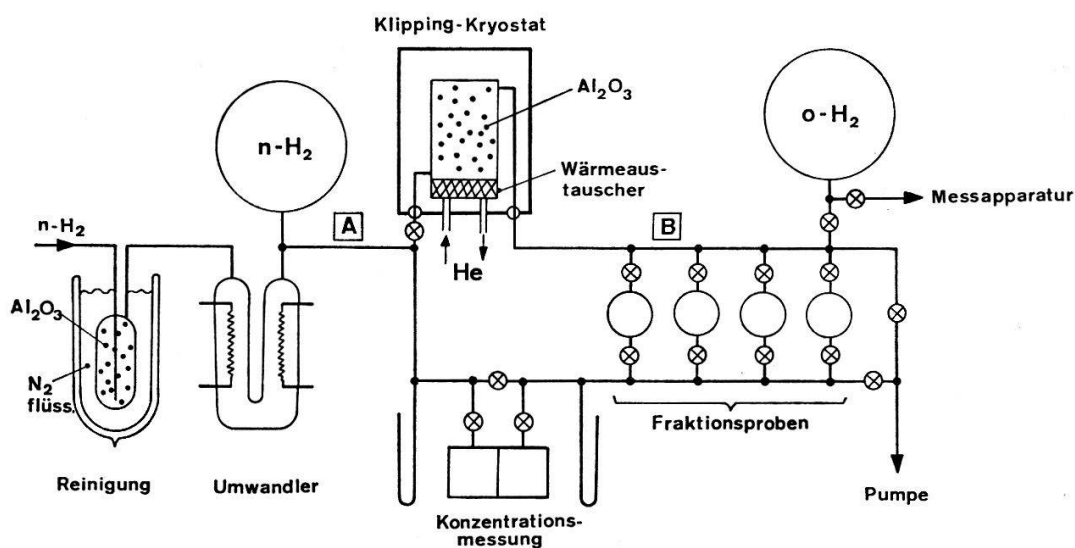 Klipping-Kryostat
Al2O3
n-H2
o-H2
Wärmeaus-
tauscher
Messapparatur
A
B
n-H2
He
Al2O3
N2
flüss.
Fraktionsproben
Reinigung
Umwandler
Pumpe
Konzentrations-
messung